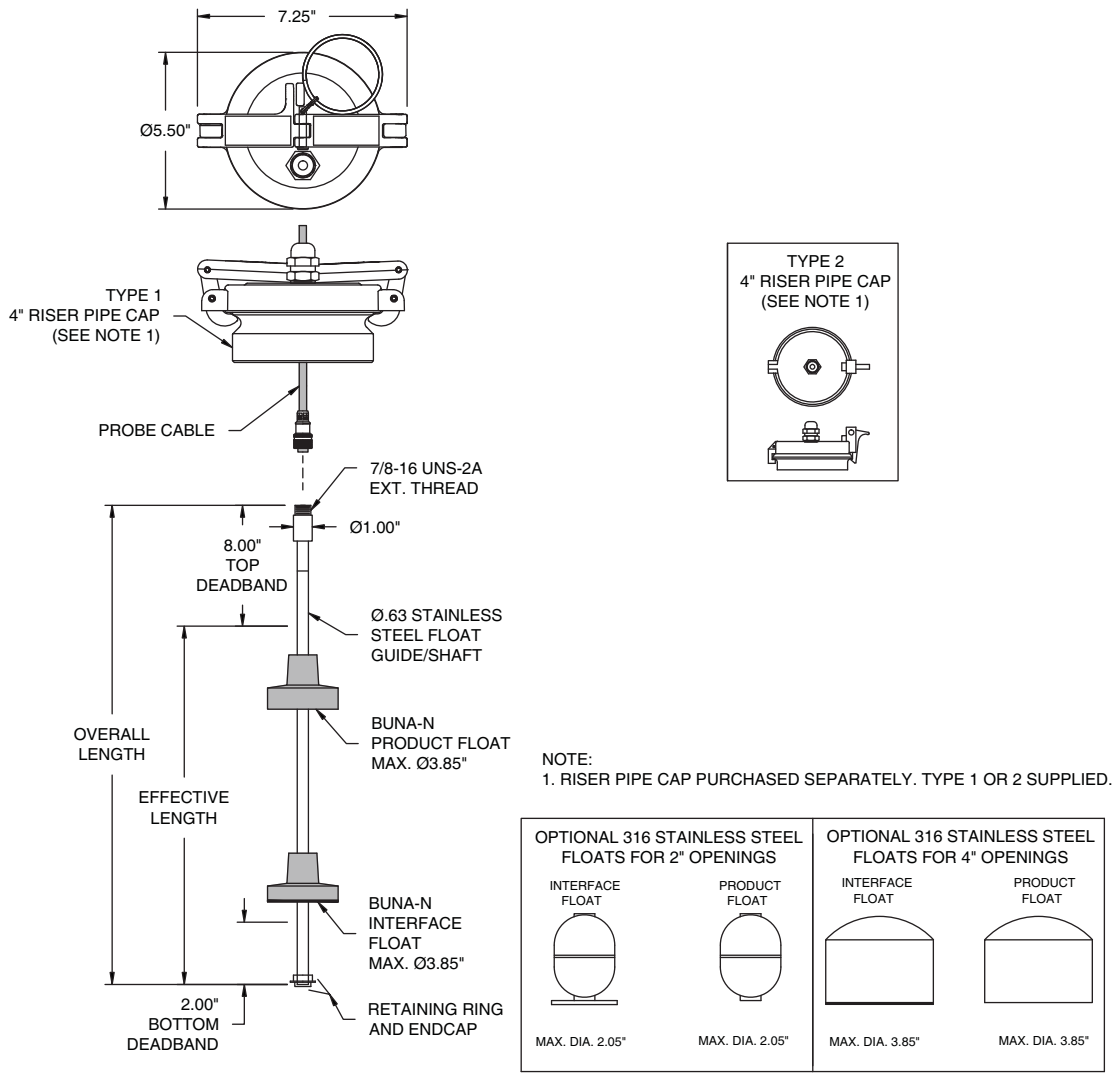 7.25"
Ø5.50"
TYPE 1
4" RISER PIPE CAP
(SEE NOTE 1)
PROBE CABLE
7/8-16 UNS-2A
EXT. THREAD
Ø1.00"
8.00"
TOP
DEADBAND
Ø.63 STAINLESS
STEEL FLOAT
GUIDE/SHAFT
BUNA-N
PRODUCT FLOAT
MAX. Ø3.85"
OVERALL
LENGTH
EFFECTIVE
LENGTH
BUNA-N
INTERFACE
FLOAT
MAX. Ø3.85"
2.00"
BOTTOM
DEADBAND
RETAINING RING
AND ENDCAP
TYPE 2
4" RISER PIPE CAP
(SEE NOTE 1)
NOTE:
1. RISER PIPE CAP PURCHASED SEPARATELY. TYPE 1 OR 2 SUPPLIED.
OPTIONAL 316 STAINLESS STEEL
FLOATS FOR 2" OPENINGS
INTERFACE
FLOAT
PRODUCT
FLOAT
MAX. DIA. 2.05"
MAX. DIA. 2.05"
OPTIONAL 316 STAINLESS STEEL
FLOATS FOR 4" OPENINGS
INTERFACE
FLOAT
PRODUCT
FLOAT
MAX. DIA. 3.85"
MAX. DIA. 3.85"